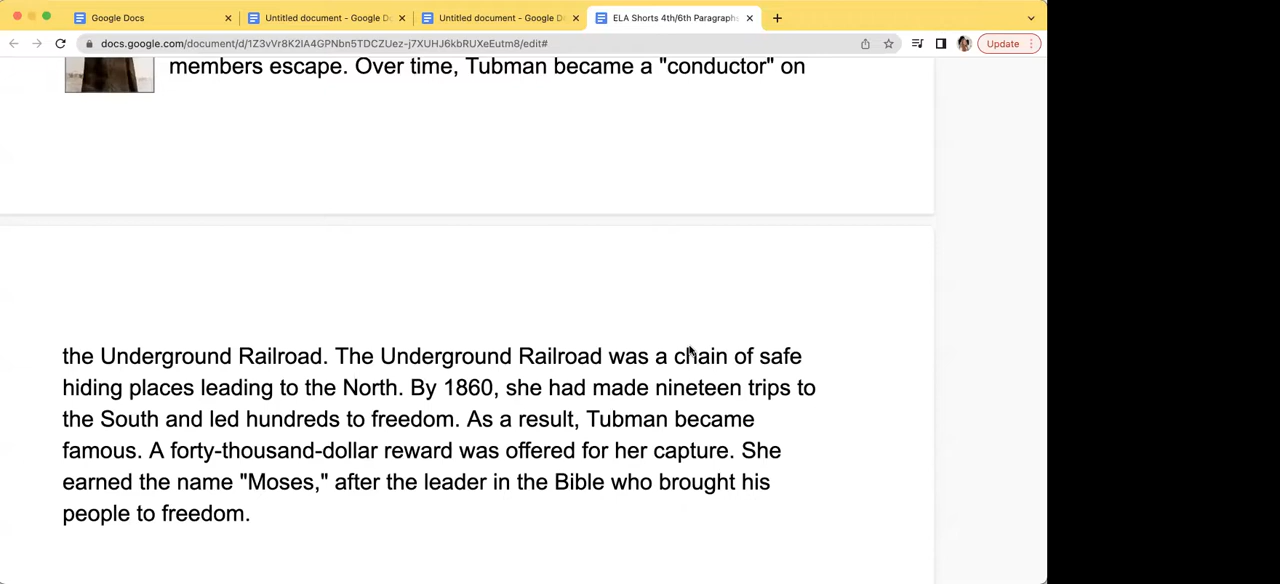 Google Docs
Untitled document - Google D
Untitled document - Google D
ELA Shorts 4th/6th Paragraphs
docs.google.com/document/d/1Z3vVr8K2IA4GPNbn5TDCZUez-j7XUHJ6kbRUXeEutm8/edit#
Update
members escape. Over time, Tubman became a "conductor" on
the Underground Railroad. The Underground Railroad was a chain of safe
hiding places leading to the North. By 1860, she had made nineteen trips to
the South and led hundreds to freedom. As a result, Tubman became
famous. A forty-thousand-dollar reward was offered for her capture. She
earned the name "Moses," after the leader in the Bible who brought his
people to freedom.